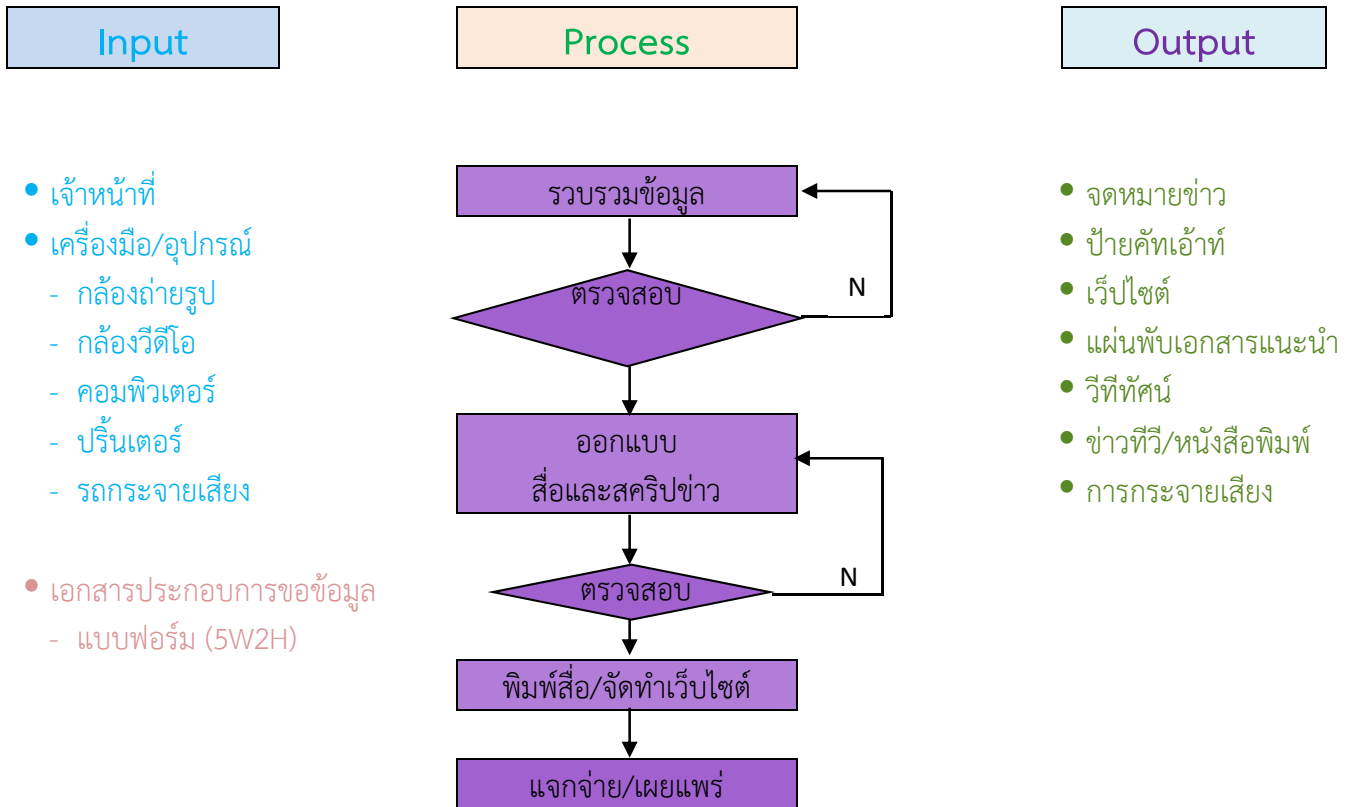 Input
Process
Output
• เจ้าหน้าที่
• เครื่องมือ/อุปกรณ์
- กล้องถ่ายรูป
- กล้องวีดีโอ
- คอมพิวเตอร์
- ปริ้นเตอร์
- รถกระจายเสียง
• เอกสารประกอบการขอข้อมูล
- แบบฟอร์ม (5W2H)
รวบรวมข้อมูล
ตรวจสอบ
N
ออกแบบ
สื่อและสคริปข่าว
ตรวจสอบ
N
พิมพ์สื่อ/จัดทำเว็บไซต์
แจกจ่าย/เผยแพร่
• จดหมายข่าว
• ป้ายคัทเอ้าท์
• เว็ปไซต์
• แผ่นพับเอกสารแนะนำ
• วีทีทัศน์
• ข่าวทีวี/หนังสือพิมพ์
• การกระจายเสียง